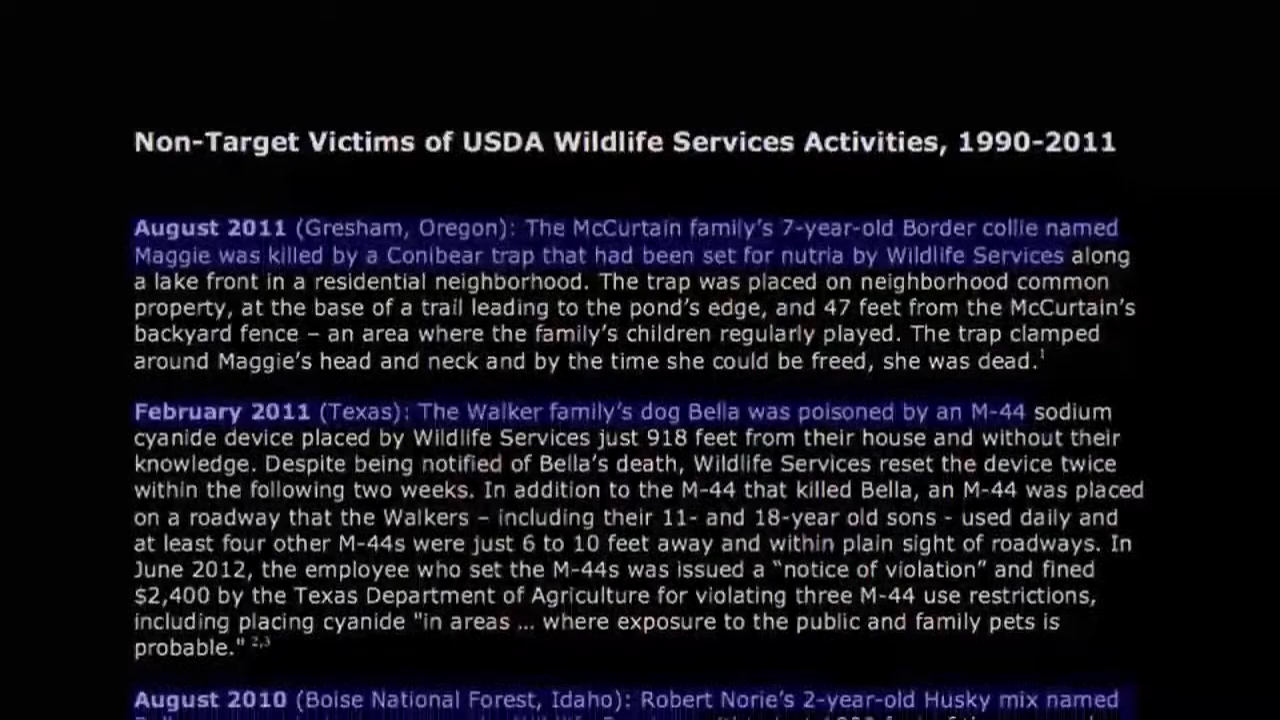 Non-Target Victims of USDA Wildlife Services Activities, 1990-2011
August 2011 (Gresham, Oregon): The McCurtain family's 7-year-old Border collie named
Maggie was killed by a Conibear trap that had been set for nutria by Wildlife Services along
a lake front in a residential neighborhood. The trap was placed on neighborhood common
property, at the base of a trail leading to the pond's edge, and 47 feet from the McCurtain's
backyard fence – an area where the family's children regularly played. The trap clamped
around Maggie's head and neck and by the time she could be freed, she was dead.1
February 2011 (Texas): The Walker family's dog Bella was poisoned by an M-44 sodium
cyanide device placed by Wildlife Services just 918 feet from their house and without their
knowledge. Despite being notified of Bella's death, Wildlife Services reset the device twice
within the following two weeks. In addition to the M-44 that killed Bella, an M-44 was placed
on a roadway that the Walkers – including their 11- and 18-year old sons - used daily and
at least four other M-44s were just 6 to 10 feet away and within plain sight of roadways. In
June 2012, the employee who set the M-44s was issued a “notice of violation” and fined
$2,400 by the Texas Department of Agriculture for violating three M-44 use restrictions,
including placing cyanide "in areas ... where exposure to the public and family pets is
probable." 2,3
August 2010 (Boise National Forest, Idaho): Robert Norie's 2-year-old Husky mix named